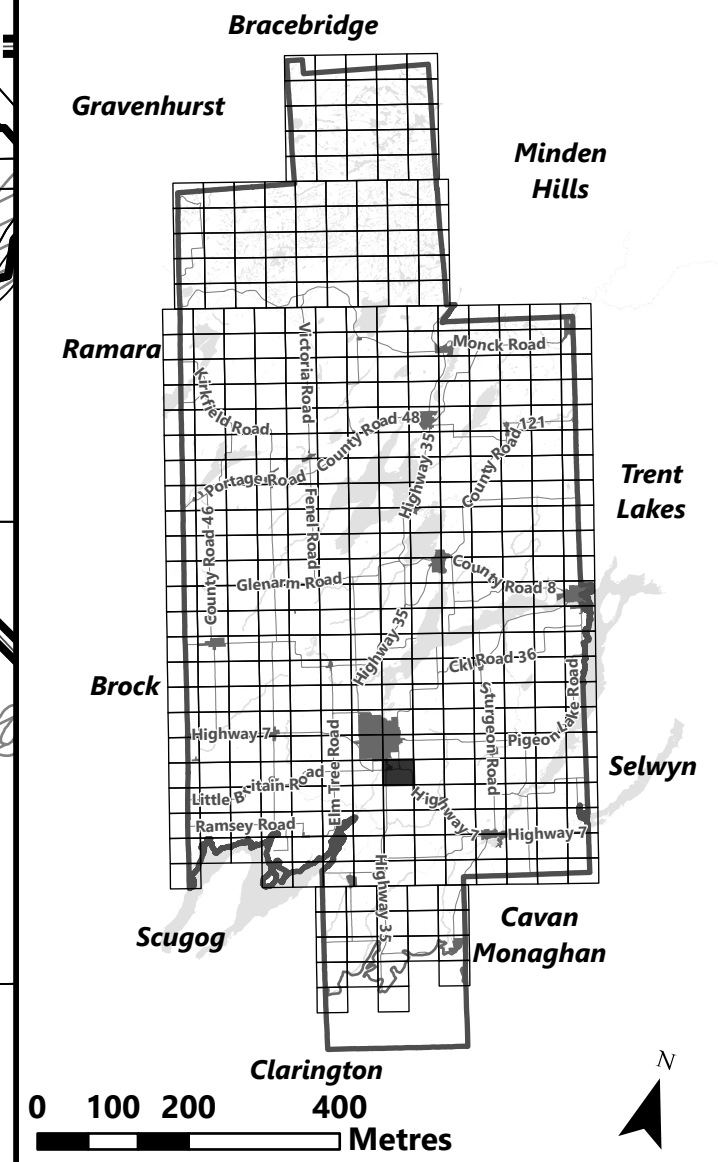 Bracebridge
Gravenhurst
Minden
Hills
Ramara
Victoria Road
Monck Road
Kirkfield Road
County Road 48
121
County Road
Highway 35
Portage Road
Fenel Road
Trent
Lakes
County Road 46
Glenarm Road
County Road 8
Highway 35
Ckl Road 36
Brock
Sturgeon Road
Pigeon Lake Road
Highway 7
Elm Tree Road
Selwyn
Little Britain Road
Highway 7
Ramsey Road
Highway 7
Highway 35
Scugog
Cavan
Monaghan
Clarington
N
0 100 200 400
Metres